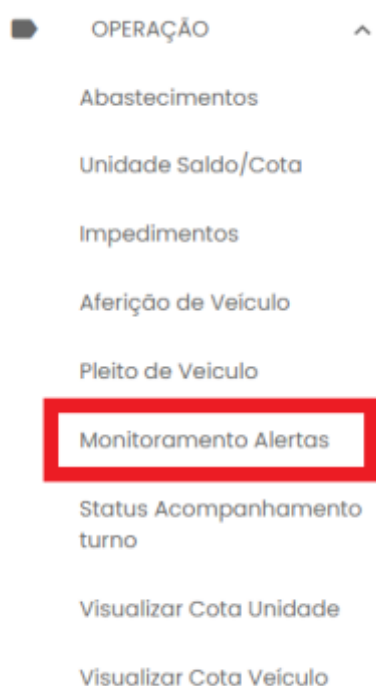 OPERAÇÃO
Abastecimentos
Unidade Saldo/Cota
Impedimentos
Aferição de Veículo
Pleito de Veiculo
Monitoramento Alertas
Status Acompanhamento
turno
Visualizar Cota Unidade
Visualizar Cota Veículo